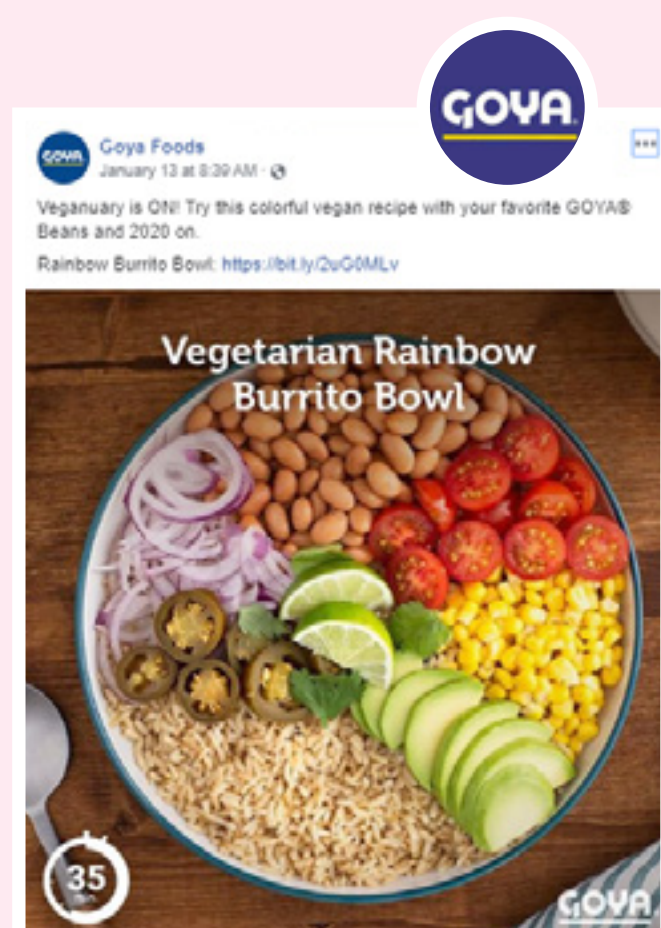 GOYA
GOYA
Goya Foods
January 13 at 8:39 AM ·
Veganuary is ON! Try this colorful vegan recipe with your favorite GOYA®
Beans and 2020 on.
Rainbow Burrito Bowl: https://bit.ly/2uG0MLv
Vegetarian Rainbow
Burrito Bowl
35
min
GOYA